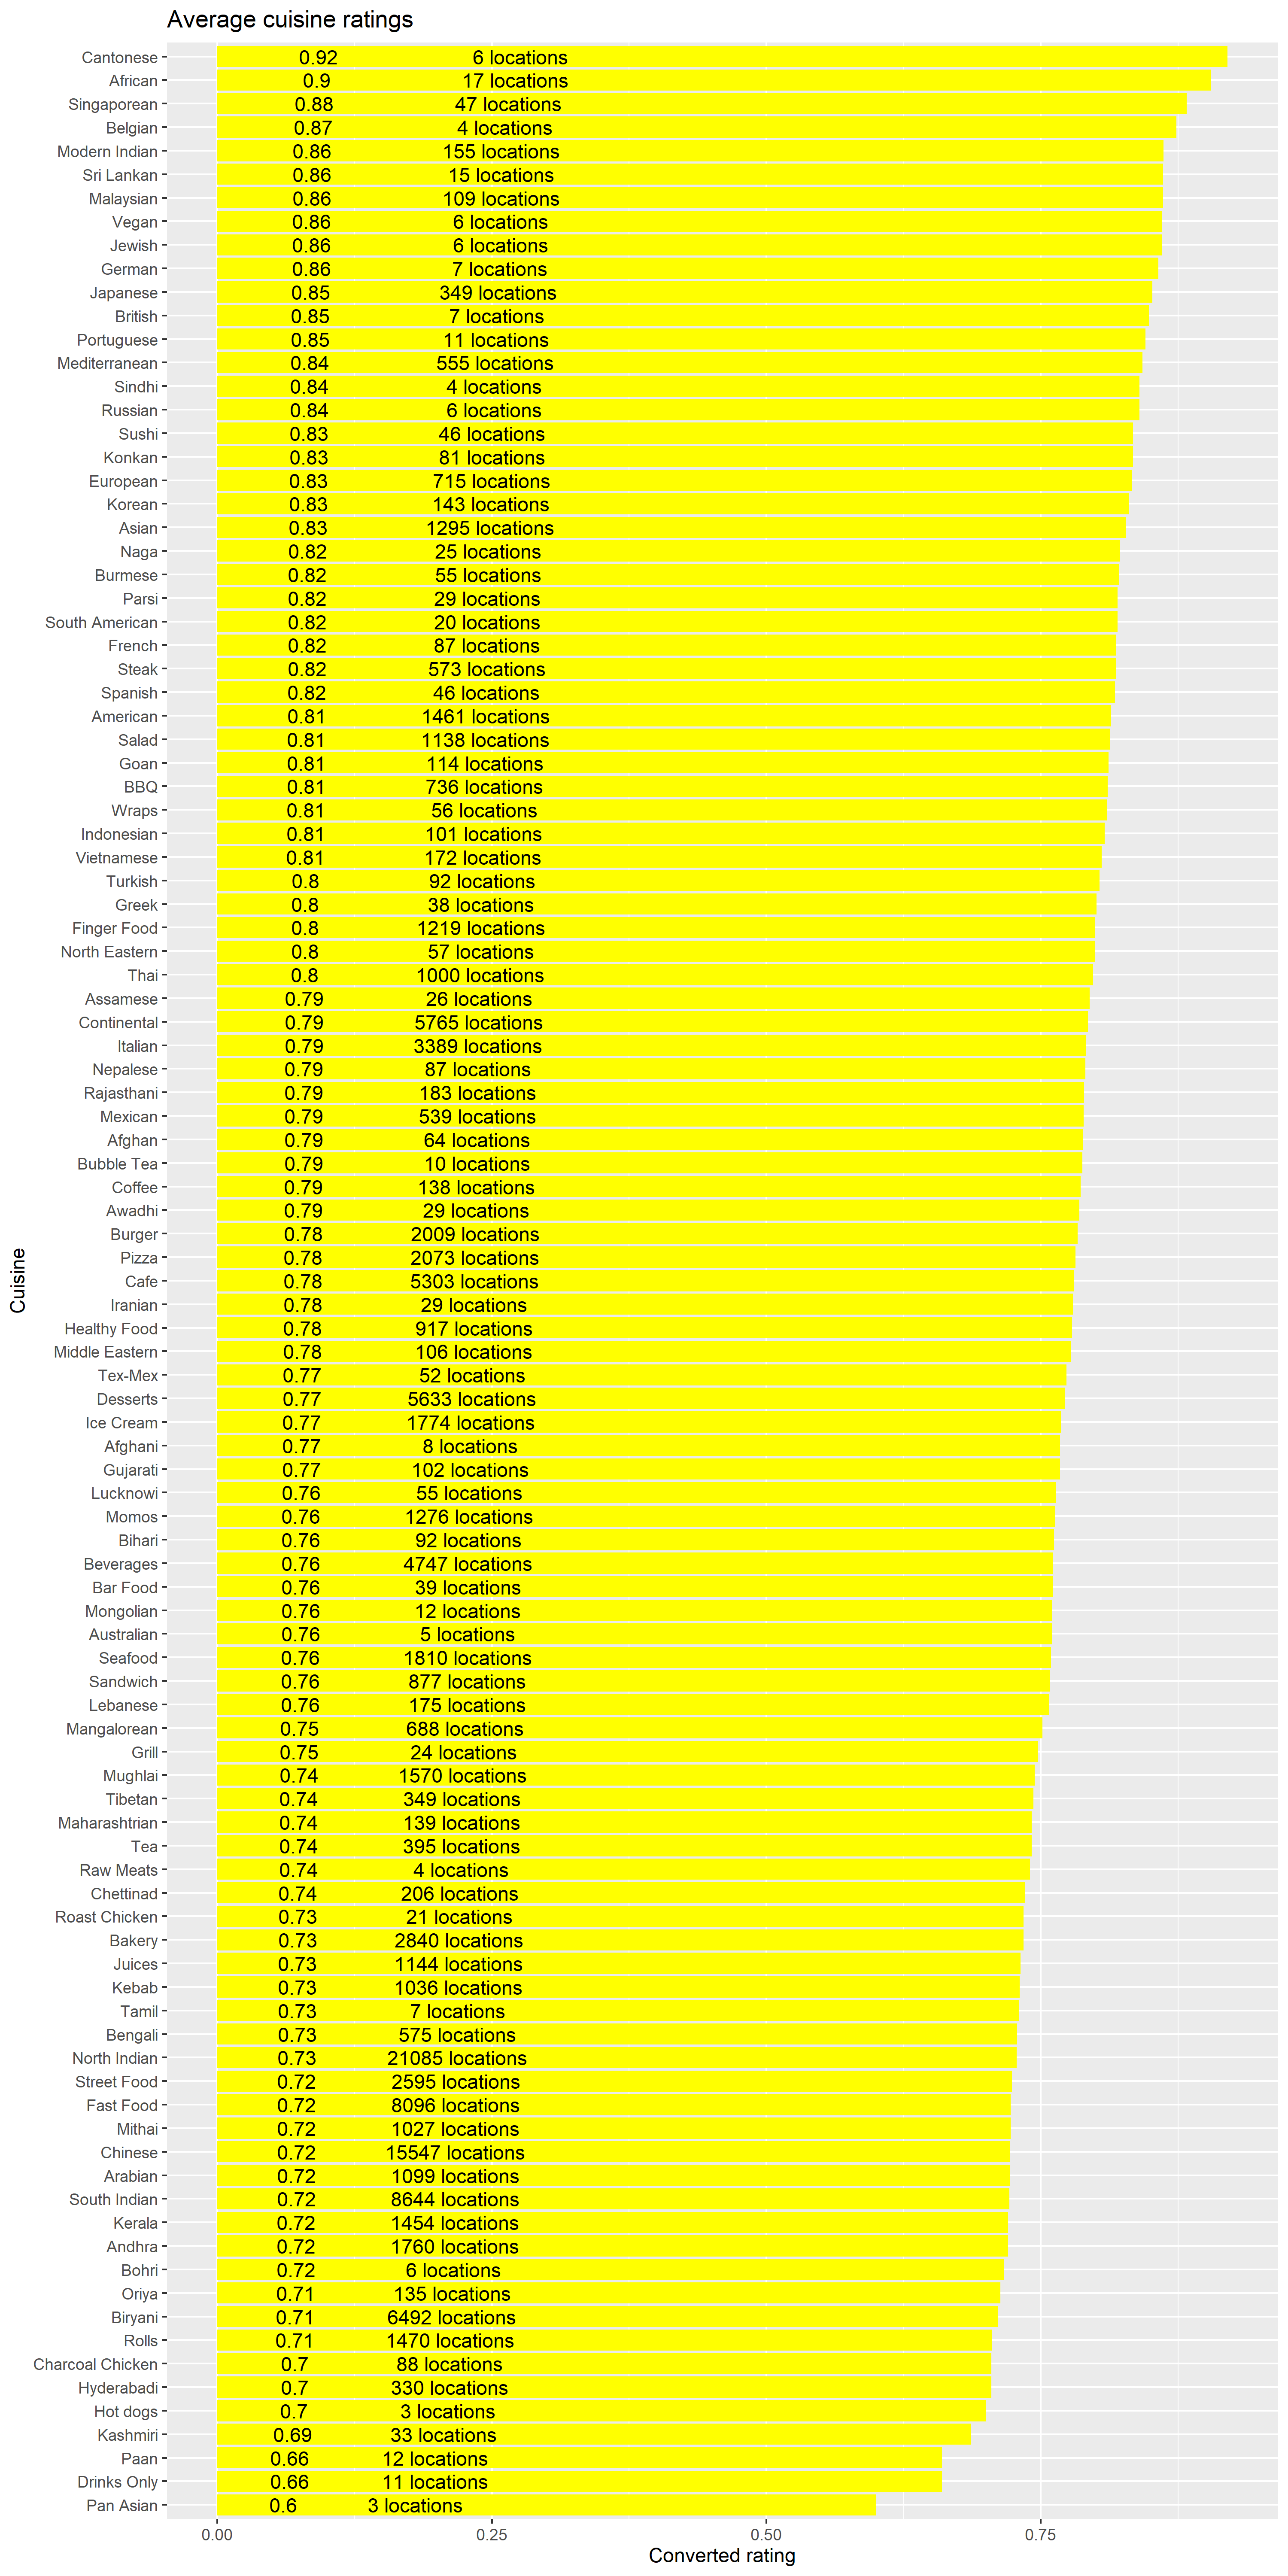 Average cuisine ratings
Cantonese 0.92 6 locations
African 0.9 17 locations
Singaporean 0.88 47 locations
Belgian 0.87 4 locations
Modern Indian 0.86 155 locations
Sri Lankan 0.86 15 locations
Malaysian 0.86 109 locations
Vegan 0.86 6 locations
Jewish 0.86 6 locations
German 0.86 7 locations
Japanese 0.85 349 locations
British 0.85 7 locations
Portuguese 0.85 11 locations
Mediterranean 0.84 555 locations
Sindhi 0.84 4 locations
Russian 0.84 6 locations
Sushi 0.83 46 locations
Konkan 0.83 81 locations
European 0.83 715 locations
Korean 0.83 143 locations
Asian 0.83 1295 locations
Naga 0.82 25 locations
Burmese 0.82 55 locations
Parsi 0.82 29 locations
South American 0.82 20 locations
French 0.82 87 locations
Steak 0.82 573 locations
Spanish 0.82 46 locations
American 0.81 1461 locations
Salad 0.81 1138 locations
Goan 0.81 114 locations
BBQ 0.81 736 locations
Wraps 0.81 56 locations
Indonesian 0.81 101 locations
Vietnamese 0.81 172 locations
Turkish 0.8 92 locations
Greek 0.8 38 locations
Finger Food 0.8 1219 locations
North Eastern 0.8 57 locations
Thai 0.8 1000 locations
Assamese 0.79 26 locations
Continental 0.79 5765 locations
Italian 0.79 3389 locations
Nepalese 0.79 87 locations
Rajasthani 0.79 183 locations
Mexican 0.79 539 locations
Afghan 0.79 64 locations
Bubble Tea 0.79 10 locations
Coffee 0.79 138 locations
Awadhi 0.79 29 locations
Burger 0.78 2009 locations
Pizza 0.78 2073 locations
Cafe 0.78 5303 locations
Iranian 0.78 29 locations
Healthy Food 0.78 917 locations
Middle Eastern 0.78 106 locations
Tex-Mex 0.77 52 locations
Desserts 0.77 5633 locations
Ice Cream 0.77 1774 locations
Afghani 0.77 8 locations
Gujarati 0.77 102 locations
Lucknowi 0.76 55 locations
Momos 0.76 1276 locations
Bihari 0.76 92 locations
Beverages 0.76 4747 locations
Bar Food 0.76 39 locations
Mongolian 0.76 12 locations
Australian 0.76 5 locations
Seafood 0.76 1810 locations
Sandwich 0.76 877 locations
Lebanese 0.76 175 locations
Mangalorean 0.75 688 locations
Grill 0.75 24 locations
Mughlai 0.74 1570 locations
Tibetan 0.74 349 locations
Maharashtrian 0.74 139 locations
Tea 0.74 395 locations
Raw Meats 0.74 4 locations
Chettinad 0.74 206 locations
Roast Chicken 0.73 21 locations
Bakery 0.73 2840 locations
Juices 0.73 1144 locations
Kebab 0.73 1036 locations
Tamil 0.73 7 locations
Bengali 0.73 575 locations
North Indian 0.73 21085 locations
Street Food 0.72 2595 locations
Fast Food 0.72 8096 locations
Mithai 0.72 1027 locations
Chinese 0.72 15547 locations
Arabian 0.72 1099 locations
South Indian 0.72 8644 locations
Kerala 0.72 1454 locations
Andhra 0.72 1760 locations
Bohri 0.72 6 locations
Oriya 0.71 135 locations
Biryani 0.71 6492 locations
Rolls 0.71 1470 locations
Charcoal Chicken 0.7 88 locations
Hyderabadi 0.7 330 locations
Hot dogs 0.7 3 locations
Kashmiri 0.69 33 locations
Paan 0.66 12 locations
Drinks Only 0.66 11 locations
Pan Asian 0.6 3 locations
Cuisine
0.00 0.25 0.50 0.75
Converted rating